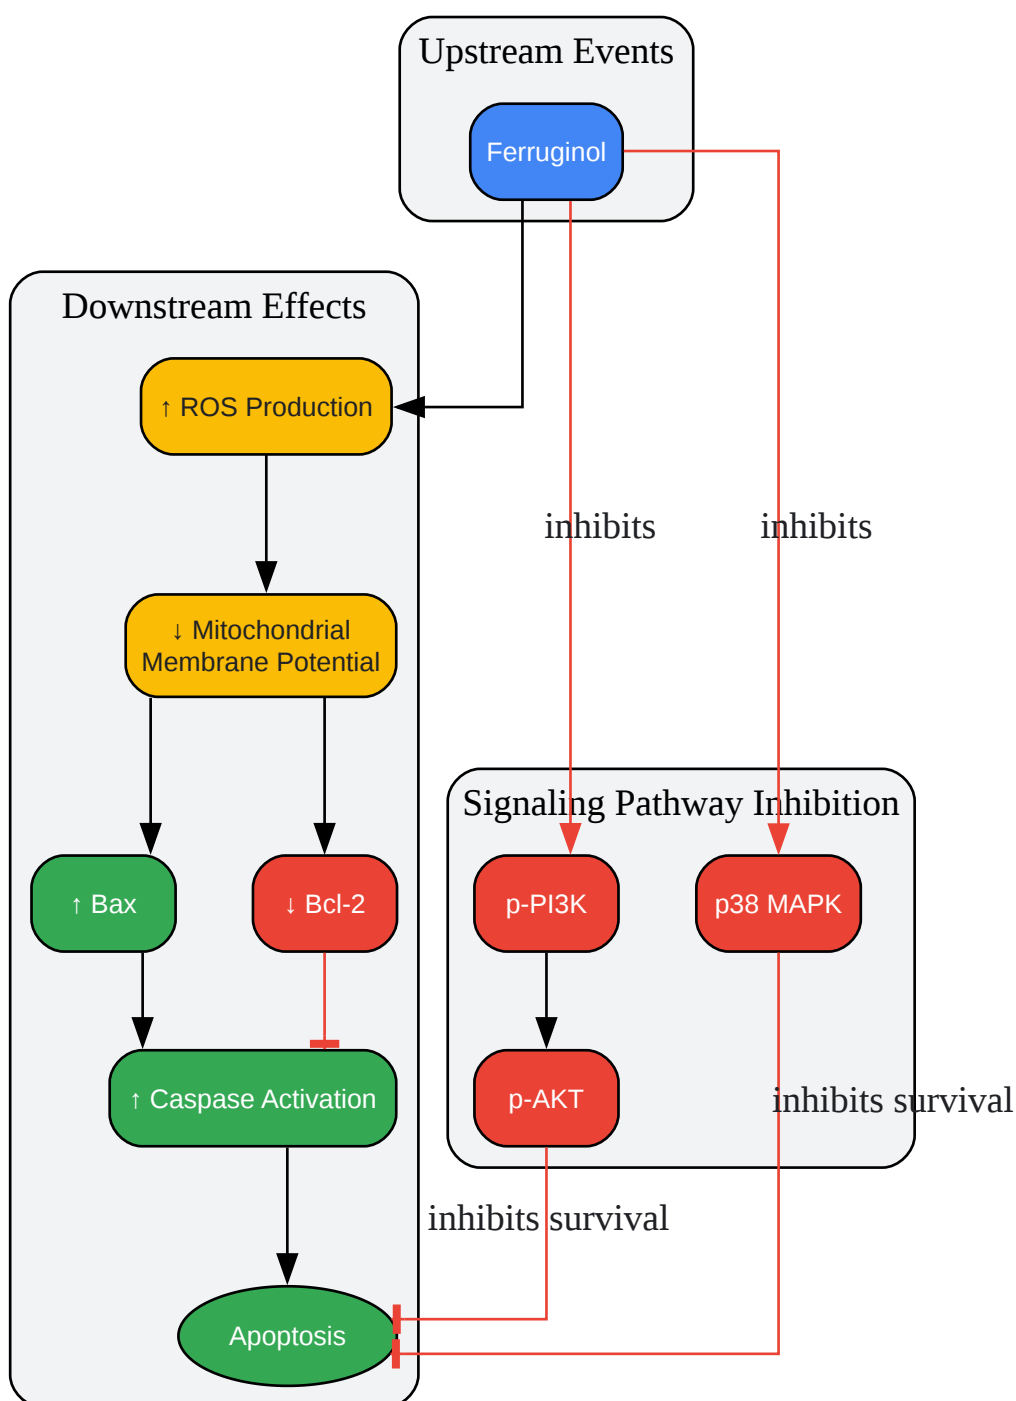 Upstream Events
Ferruginol
Downstream Effects
↑ ROS Production
inhibits
inhibits
↓ Mitochondrial
Membrane Potential
Signaling Pathway Inhibition
↑ Bax
↓ Bcl-2
p-PI3K
p38 MAPK
↑ Caspase Activation
p-AKT
inhibits survival
inhibits survival
Apoptosis